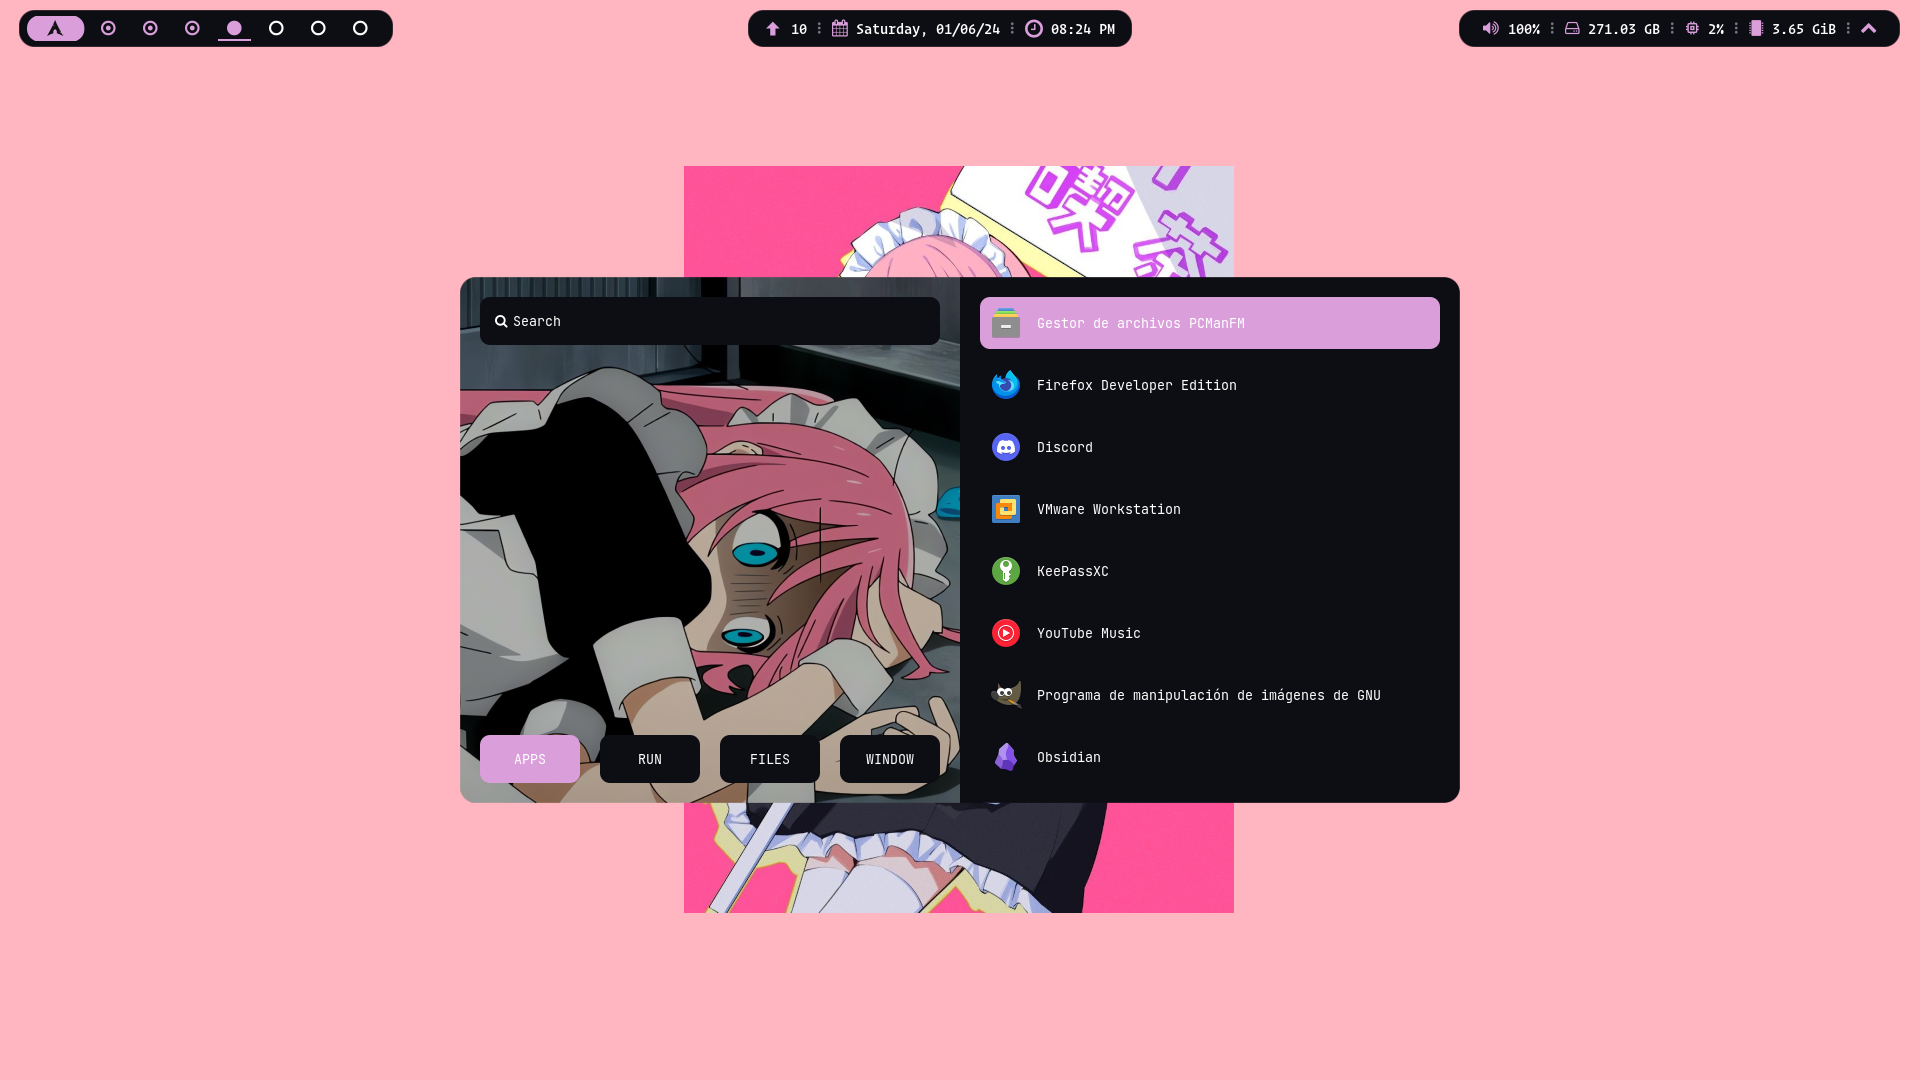 10 Saturday, 01/06/24 08:24 PM
100% 271.03 GB 2% 3.65 GiB
喫
茶
Search
APPS RUN FILES WINDOW
Gestor de archivos PCManFM
Firefox Developer Edition
Discord
VMware Workstation
KeePassXC
YouTube Music
Programa de manipulación de imágenes de GNU
Obsidian